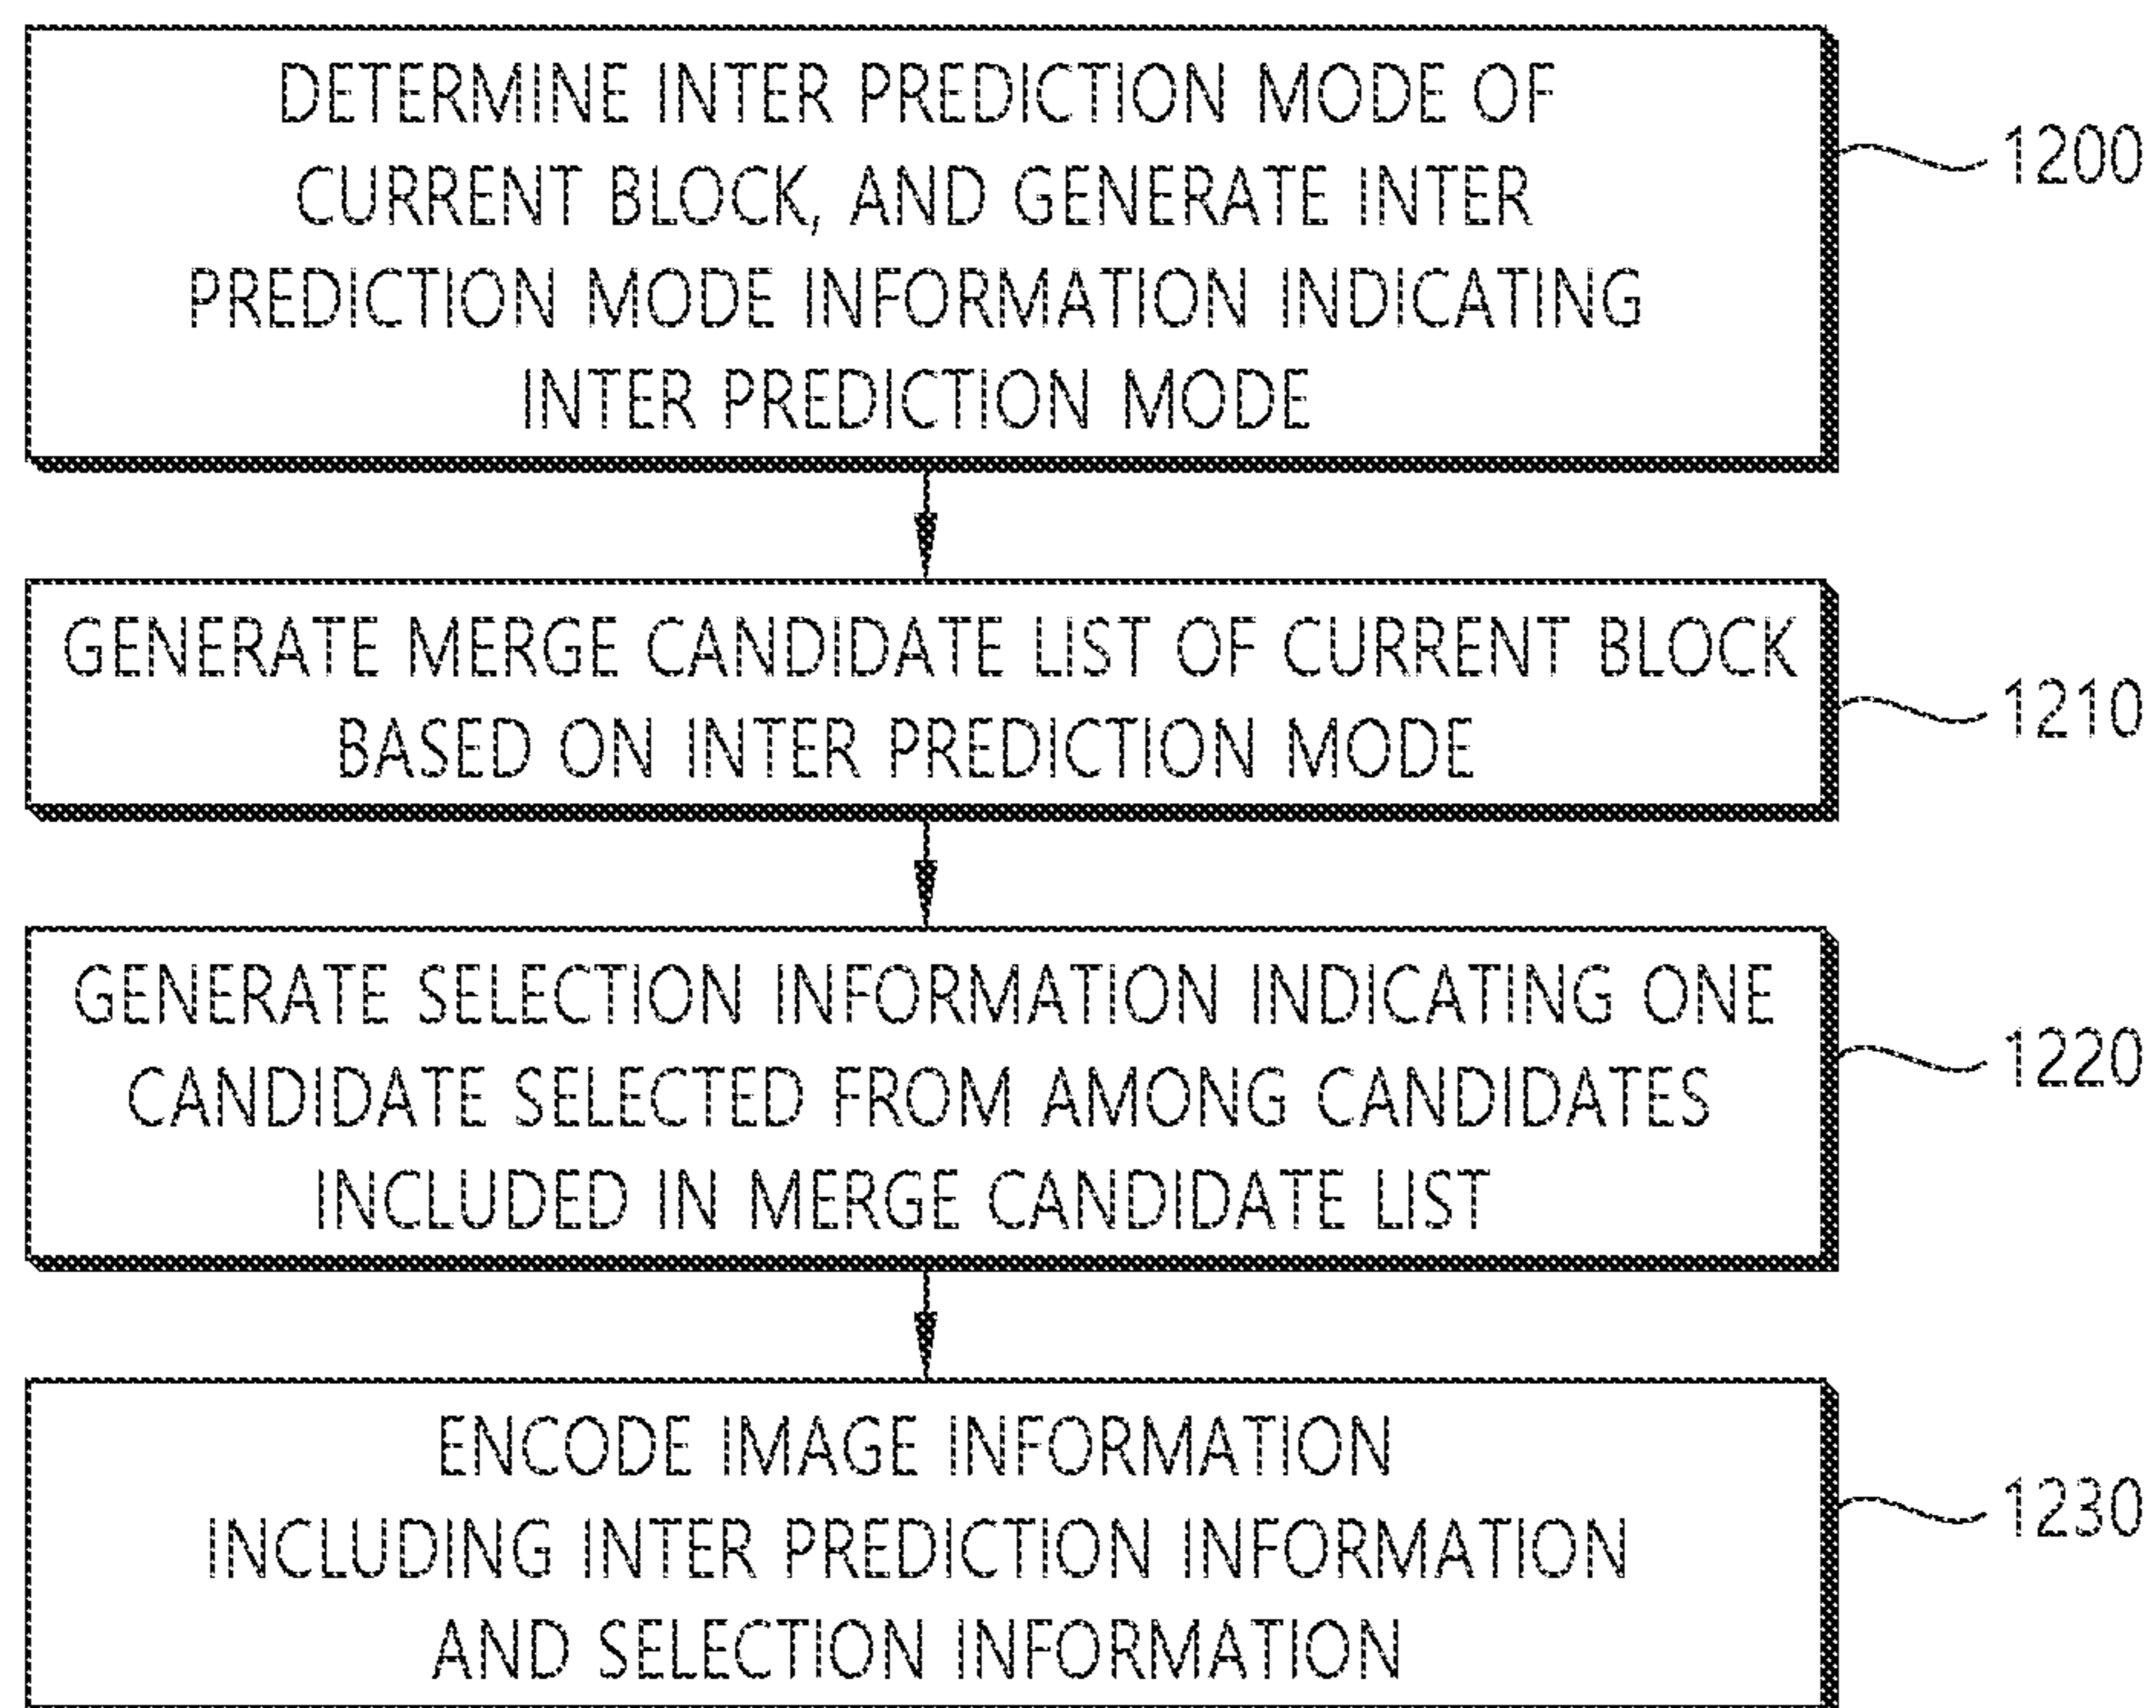 DETERMINE INTER PREDICTION MODE OF
CURRENT BLOCK, AND GENERATE INTER
PREDICTION MODE INFORMATION INDICATING
INTER PREDICTION MODE
1200
GENERATE MERGE CANDIDATE LIST OF CURRENT BLOCK
BASED ON INTER PREDICTION MODE
1210
GENERATE SELECTION INFORMATION INDICATING ONE
CANDIDATE SELECTED FROM AMONG CANDIDATES
INCLUDED IN MERGE CANDIDATE LIST
1220
ENCODE IMAGE INFORMATION
INCLUDING INTER PREDICTION INFORMATION
AND SELECTION INFORMATION
1230